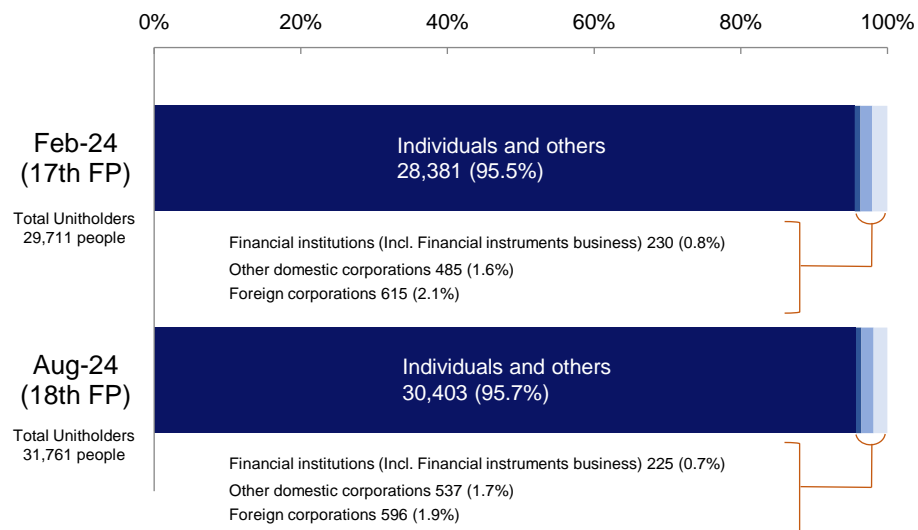 0% 20% 40% 60% 80% 100%
Feb-24
(17th FP)
Total Unitholders
29,711 people
Individuals and others
28,381 (95.5%)
Financial institutions (Incl. Financial instruments business) 230 (0.8%)
Other domestic corporations 485 (1.6%)
Foreign corporations 615 (2.1%)
Aug-24
(18th FP)
Total Unitholders
31,761 people
Individuals and others
30,403 (95.7%)
Financial institutions (Incl. Financial instruments business) 225 (0.7%)
Other domestic corporations 537 (1.7%)
Foreign corporations 596 (1.9%)